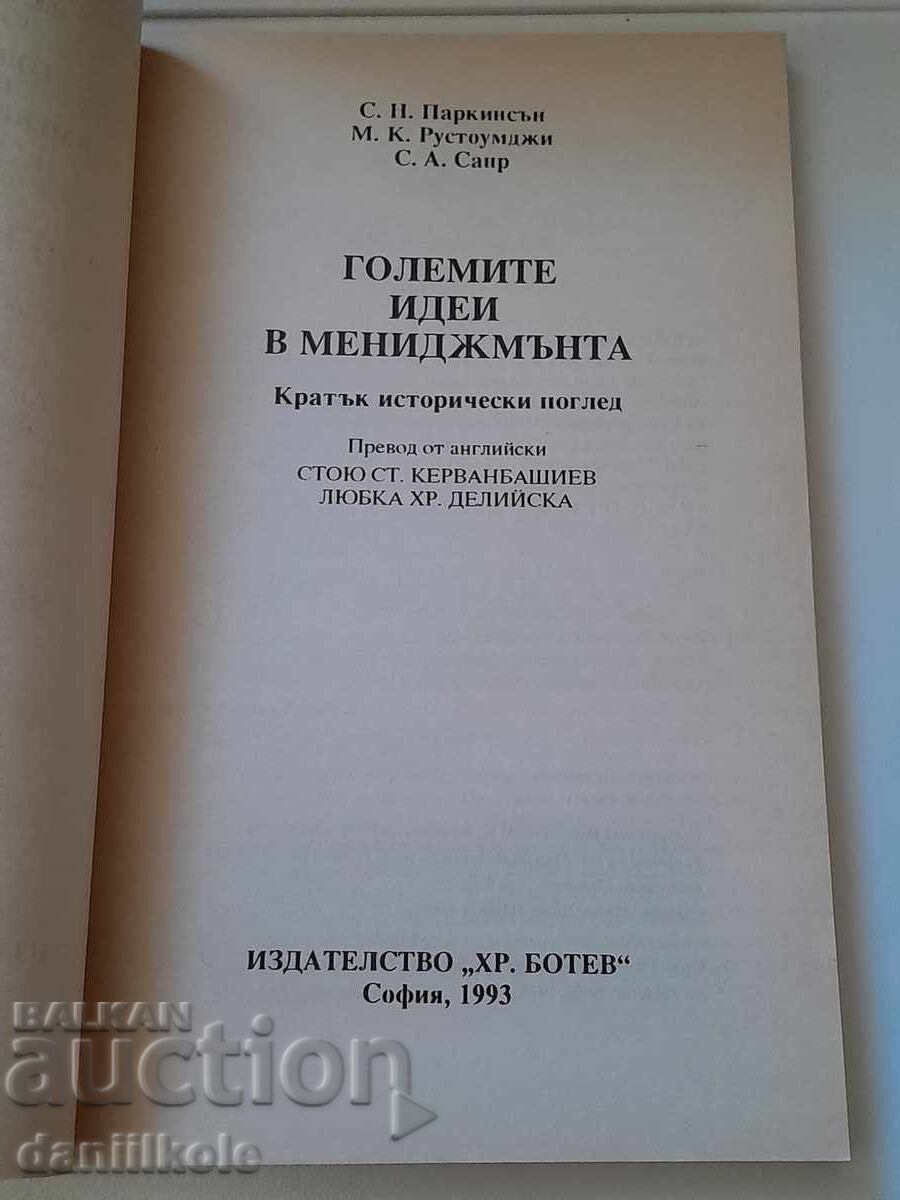 С. Н. Паркинсън
М. К. Рустоумджи
С. А. Сапр
ГОЛЕМИТЕ
ИДЕИ
В МЕНИДЖМЪНТА
Кратък исторически поглед
Превод от английски
СТОЮ СТ. КЕРВАНБАШИЕВ
ЛЮБКА ХР. ДЕЛИЙСКА
ИЗДАТЕЛСТВО „ХР. БОТЕВ“
София, 1993
BALKAN
auction
daniilkole